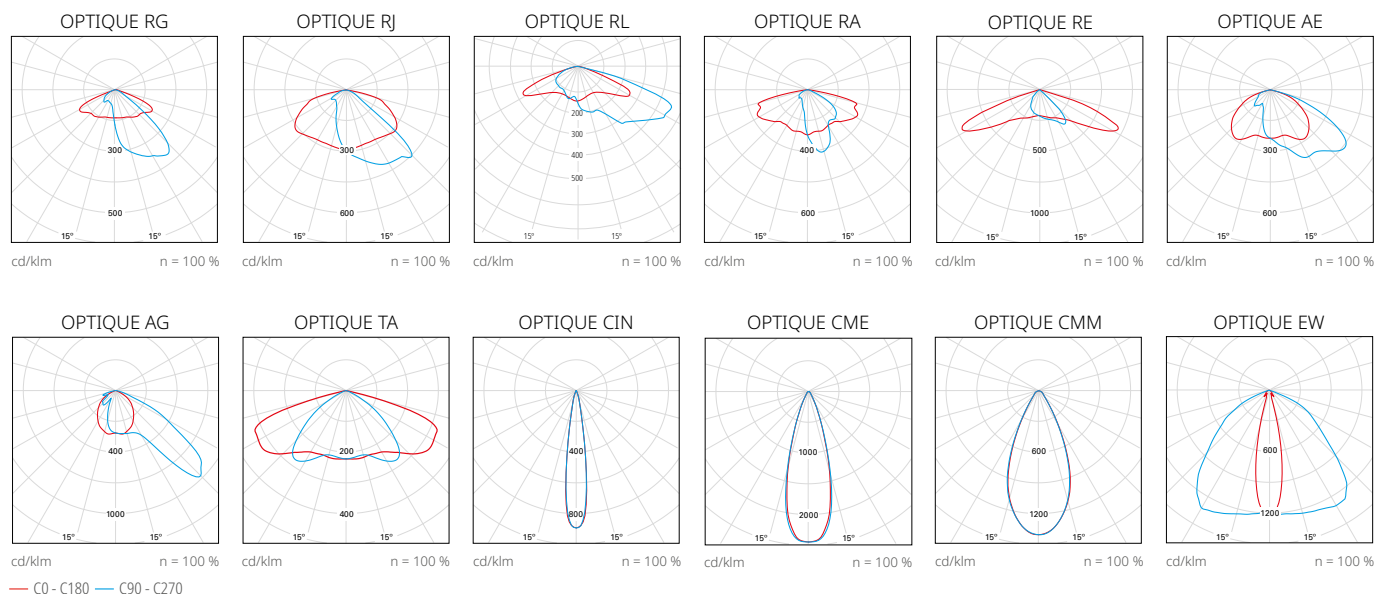 OPTIQUE RG OPTIQUE RJ OPTIQUE RL OPTIQUE RA OPTIQUE RE OPTIQUE AE
200
300
400
500
300 300 400 500 300
500 600 600 1000 600
15° 15° 15° 15° 15° 15° 15° 15° 15° 15° 15°
cd/klm n = 100 % cd/klm n = 100 % cd/klm n = 100 % cd/klm n = 100 % cd/klm n = 100 % cd/klm n = 100 %
OPTIQUE AG OPTIQUE TA OPTIQUE CIN OPTIQUE CME OPTIQUE CMM OPTIQUE EW
400 200 400 1000 600 600
1000 400 800 2000 1200 1200
15° 15° 15° 15° 15° 15° 15° 15° 15° 15° 15° 15°
cd/klm n = 100 % cd/klm n = 100 % cd/klm n = 100 % cd/klm n = 100 % cd/klm n = 100 % cd/klm n = 100 %
C0 - C180 C90 - C270